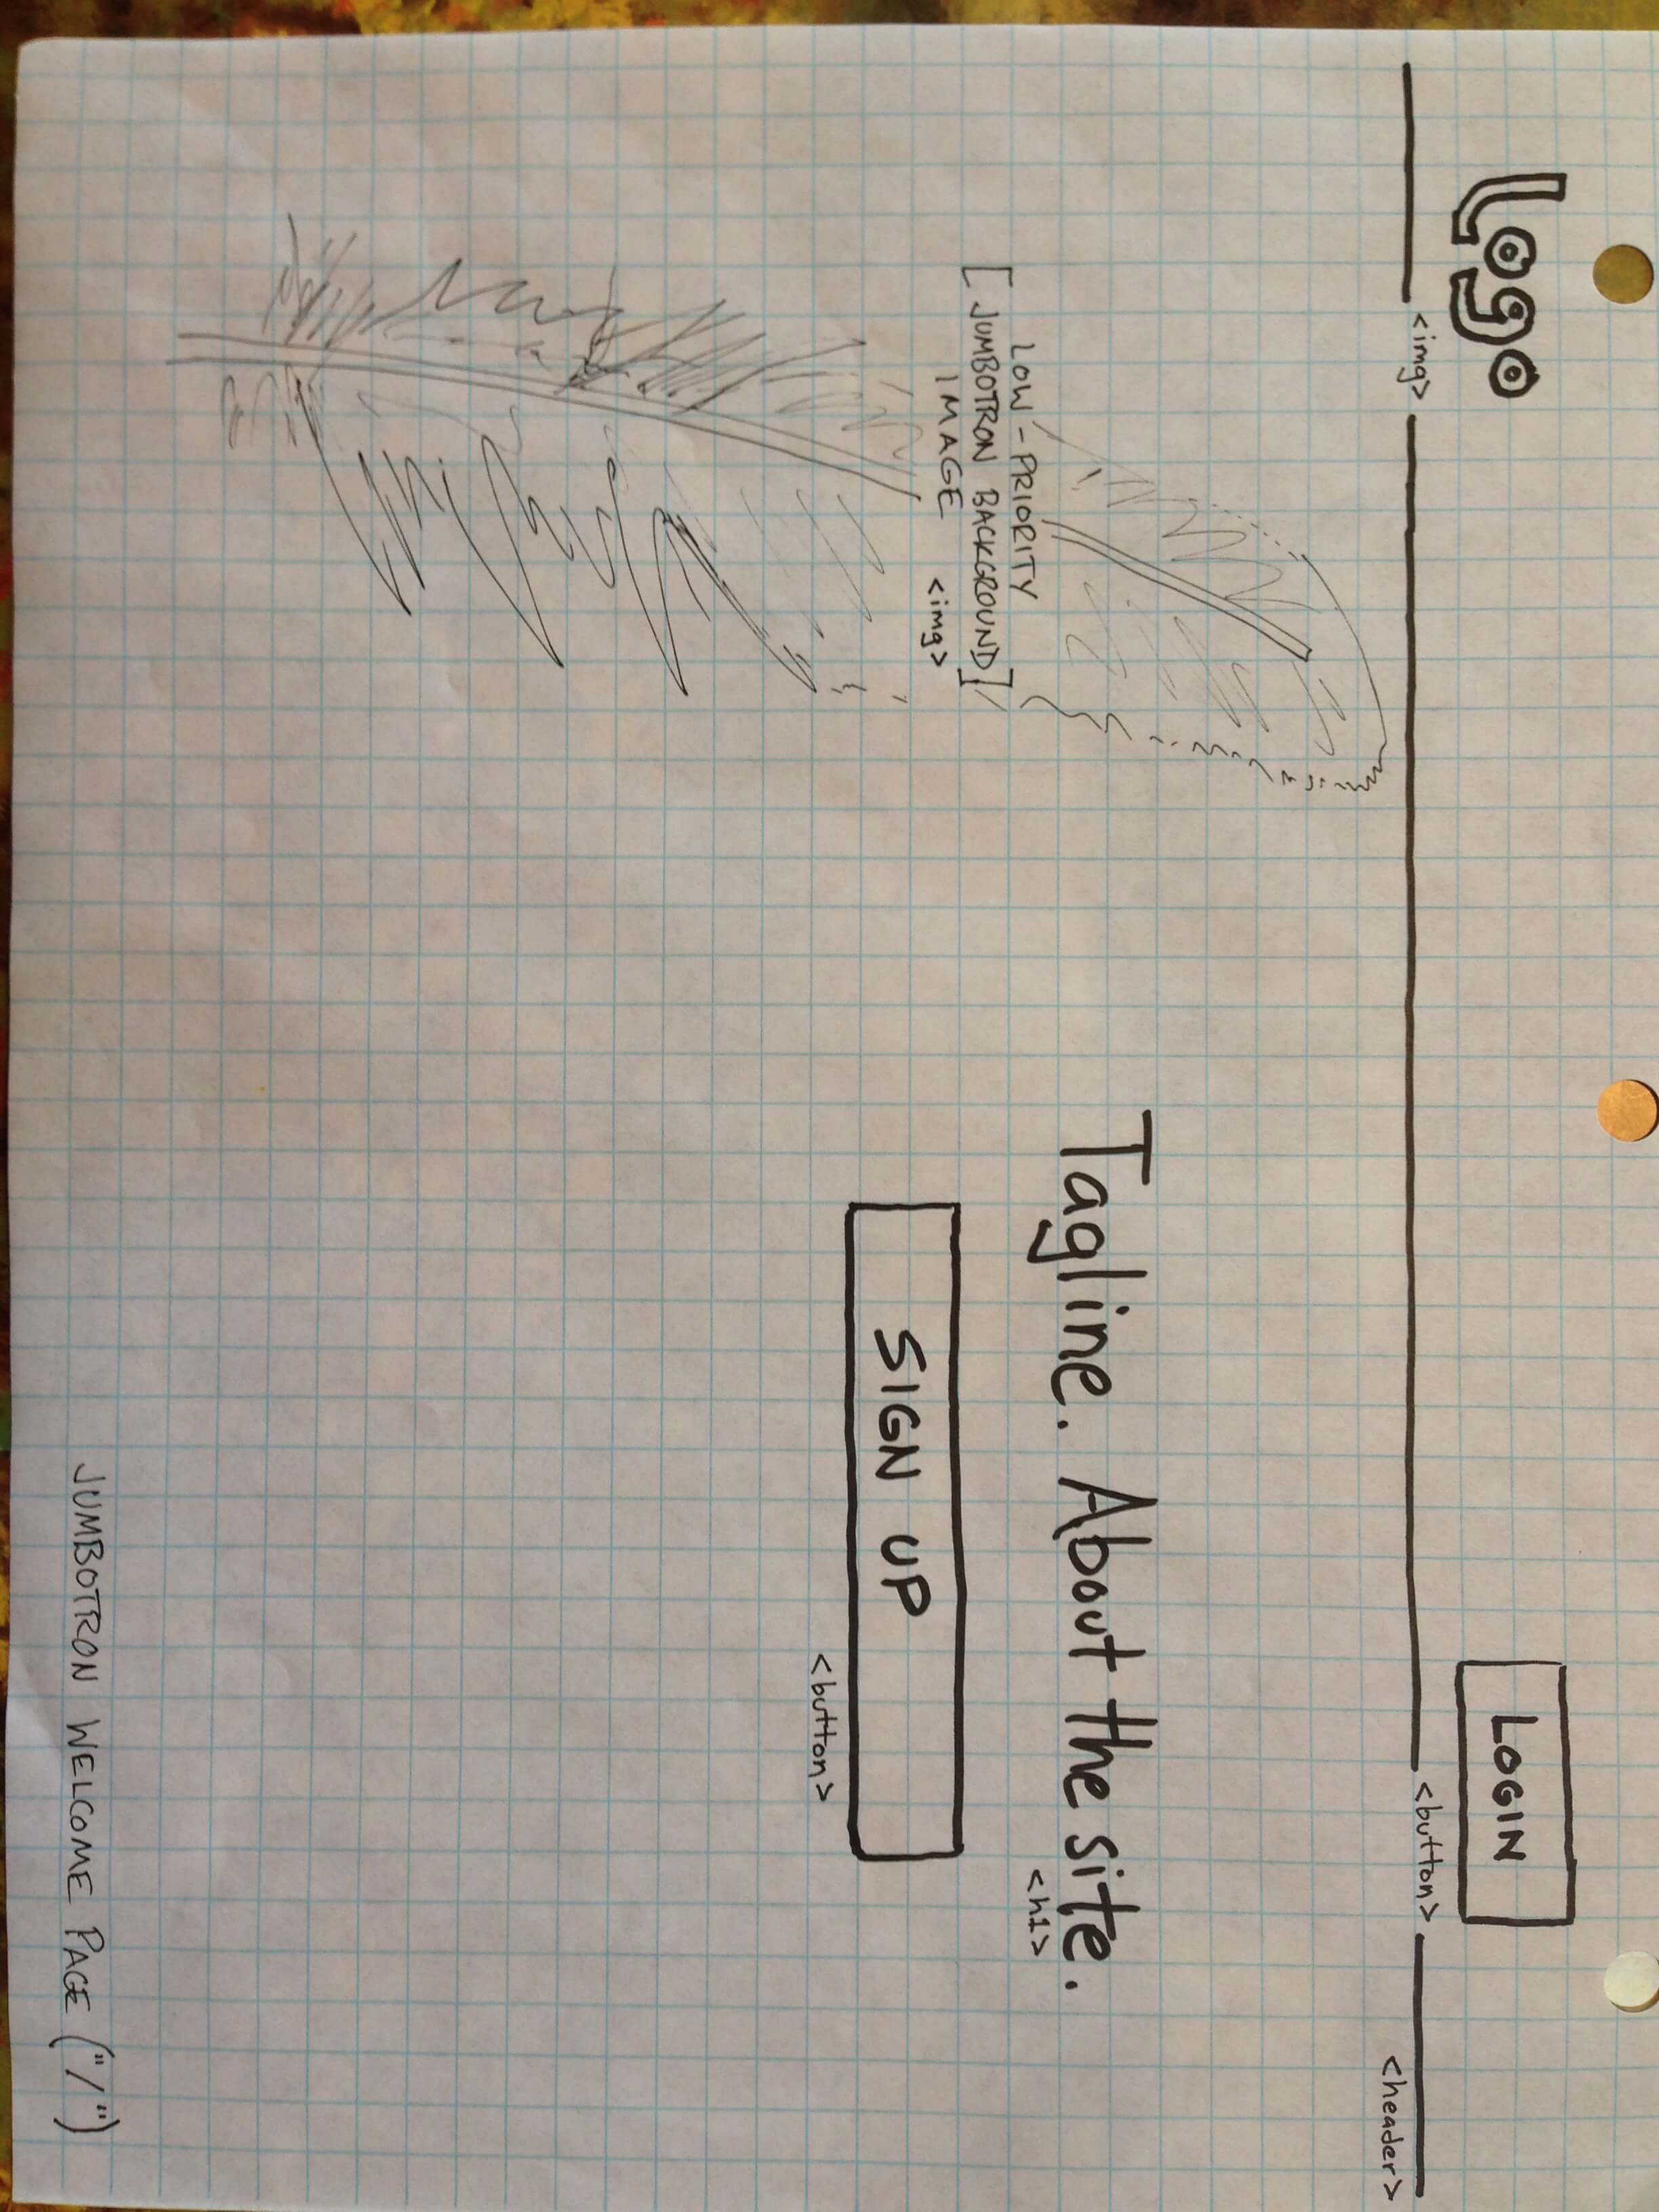 Logo
LOGIN
<img>
<button>
<header>
Tagline. About the site.
<h1>
SIGN UP
<button>
LOW-PRIORITY
[JUMBOTRON BACKGROUND]
IMAGE <img>
JUMBOTRON WELCOME PAGE ("/")